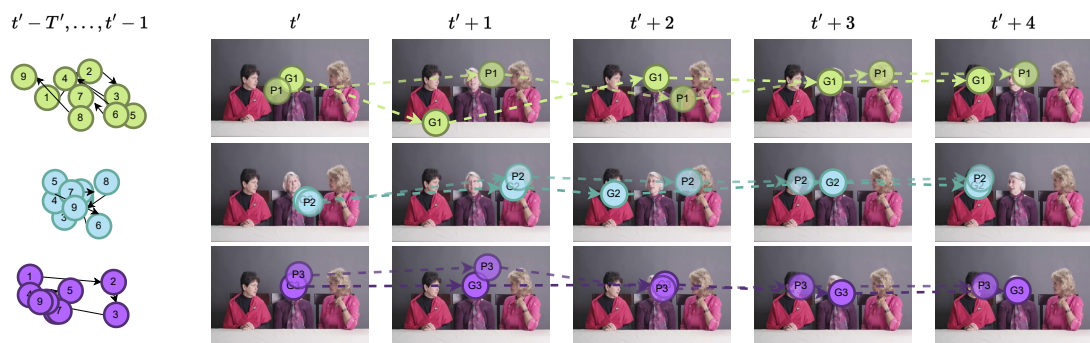 t′ − T′, . . . , t′ − 1 t′ t′ + 1 t′ + 2 t′ + 3 t′ + 4
9 4 2 1 7 3 8 6 5
G1 P1 P1 G1 G1 P1 G1 P1 G1 P1
5 7 8 4 9 3 6
P2 P2 G2 G2 P2 P2 G2 P2 G2
1 2 5 9 7 3
P3 G3 P3 G3 P3 P3 G3 P3 G3